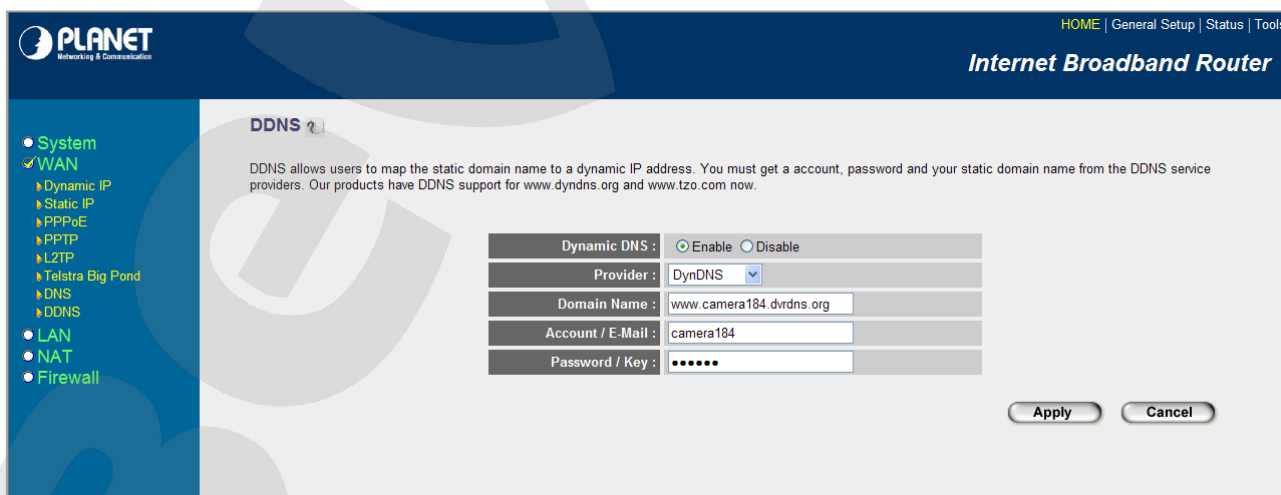 PLANET
Networking & Communication
HOME | General Setup | Status | Tools
Internet Broadband Router
System
WAN
Dynamic IP
Static IP
PPPoE
PPTP
L2TP
Telstra Big Pond
DNS
DDNS
LAN
NAT
Firewall
DDNS
DDNS allows users to map the static domain name to a dynamic IP address. You must get a account, password and your static domain name from the DDNS service
providers. Our products have DDNS support for www.dyndns.org and www.tzo.com now.
Dynamic DNS : Enable Disable
Provider : DynDNS
Domain Name : www.camera184.dvrdns.org
Account / E-Mail : camera184
Password / Key : ●●●●●●
Apply Cancel